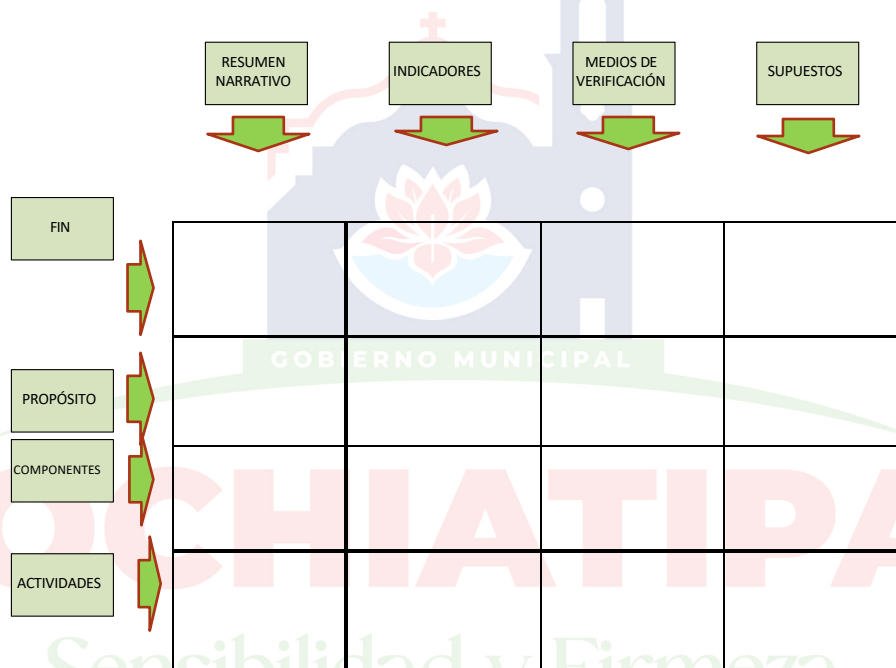 RESUMEN
NARRATIVO
INDICADORES
MEDIOS DE
VERIFICACIÓN
SUPUESTOS
FIN
GOBIERNO MUNICIPAL
PROPÓSITO
COMPONENTES
OCHIATIPA
ACTIVIDADES
Sensibilidad y Firmeza